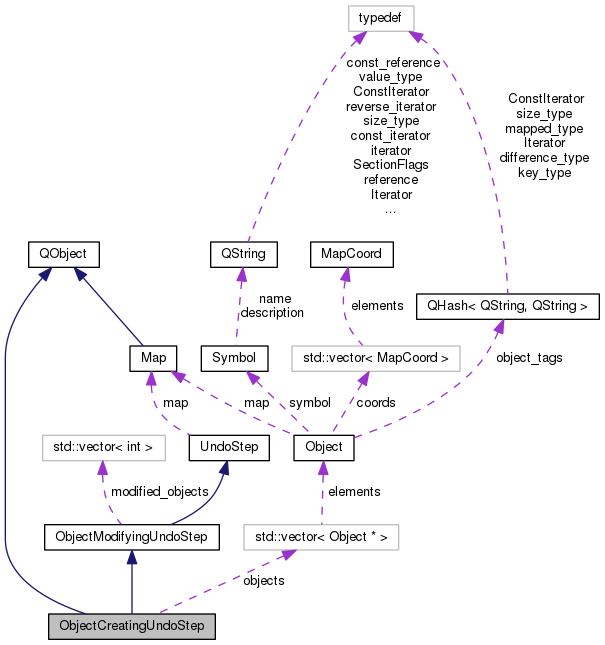 typedef
const_reference
value_type
ConstIterator
reverse_iterator
size_type
const_iterator
iterator
SectionFlags
reference
Iterator
...
ConstIterator
size_type
mapped_type
Iterator
difference_type
key_type
QObject
QString
MapCoord
name
description
elements
QHash< QString, QString >
Map
Symbol
std::vector< MapCoord >
object_tags
map
map
symbol
coords
std::vector< int >
UndoStep
Object
modified_objects
elements
ObjectModifyingUndoStep
std::vector< Object * >
objects
ObjectCreatingUndoStep